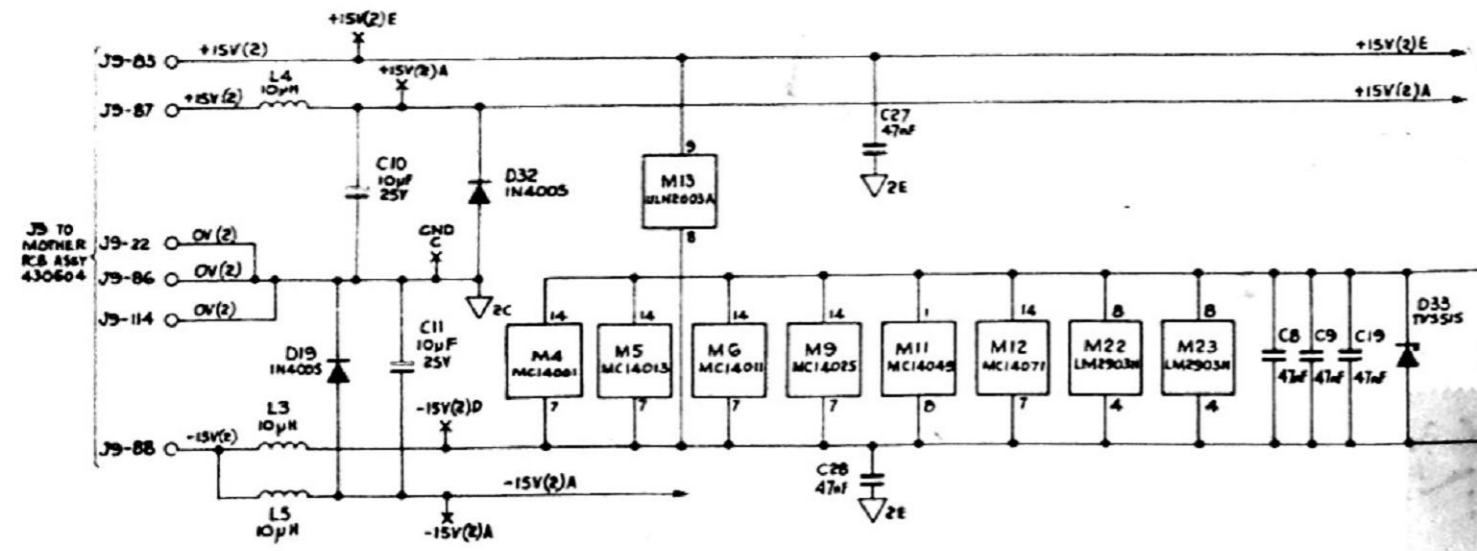 +15V(2)E
J9-83 +15V(2) +15V(2)E
L4
10µH
+15V(2)A
J9-87 +15V(2) +15V(2)A
C27
47nF
2E
C10
10µF
25V
D32
1N4005
9
M13
ULN2003A
8
J9 TO
MOTHER
PCB ASSY
430604
J9-22 0V(2)
GND
C
J9-86 0V(2)
2C
J9-114 0V(2)
C11
10µF
25V
D19
1N4005
14
M4
MC14001
7
14
M5
MC14013
7
14
M6
MC14011
7
14
M9
MC14025
7
1
M11
MC14049
8
14
M12
MC14071
7
8
M22
LM2903N
4
8
M23
LM2903N
4
C8
47nF
C9
47nF
C19
47nF
D33
TVS515
L3
10µH
-15V(2)D
J9-88 -15V(2)
C28
47nF
2E
-15V(2)A
L5
10µH
-15V(2)A